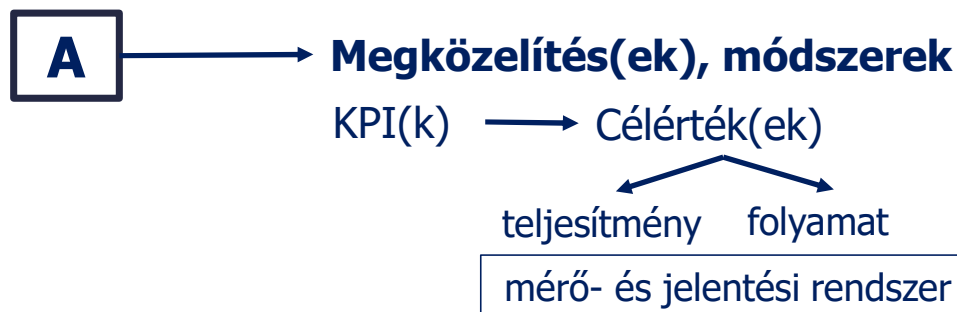 A
Megközelítés(ek), módszerek
KPI(k) Célérték(ek)
teljesítmény folyamat
mérő- és jelentési rendszer